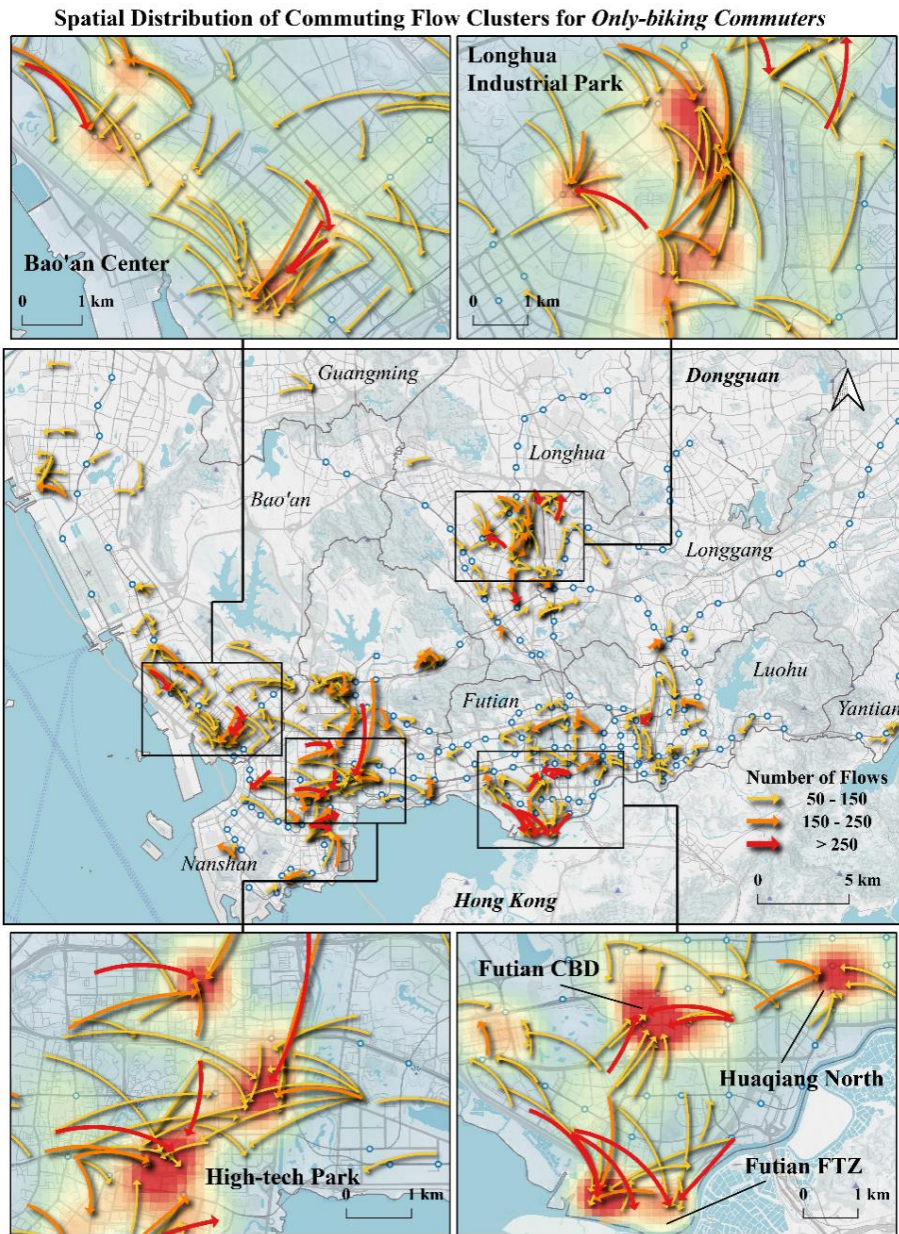 Spatial Distribution of Commuting Flow Clusters for Only-biking Commuters
Bao'an Center
0 1 km
Longhua
Industrial Park
0 1 km
Guangming
Dongguan
Longhua
Bao'an
Longgang
Luohu
Futian
Yantian
Number of Flows
50 - 150
150 - 250
> 250
Nanshan
0 5 km
Hong Kong
High-tech Park
0 1 km
Futian CBD
Huaqiang North
Futian FTZ
0 1 km